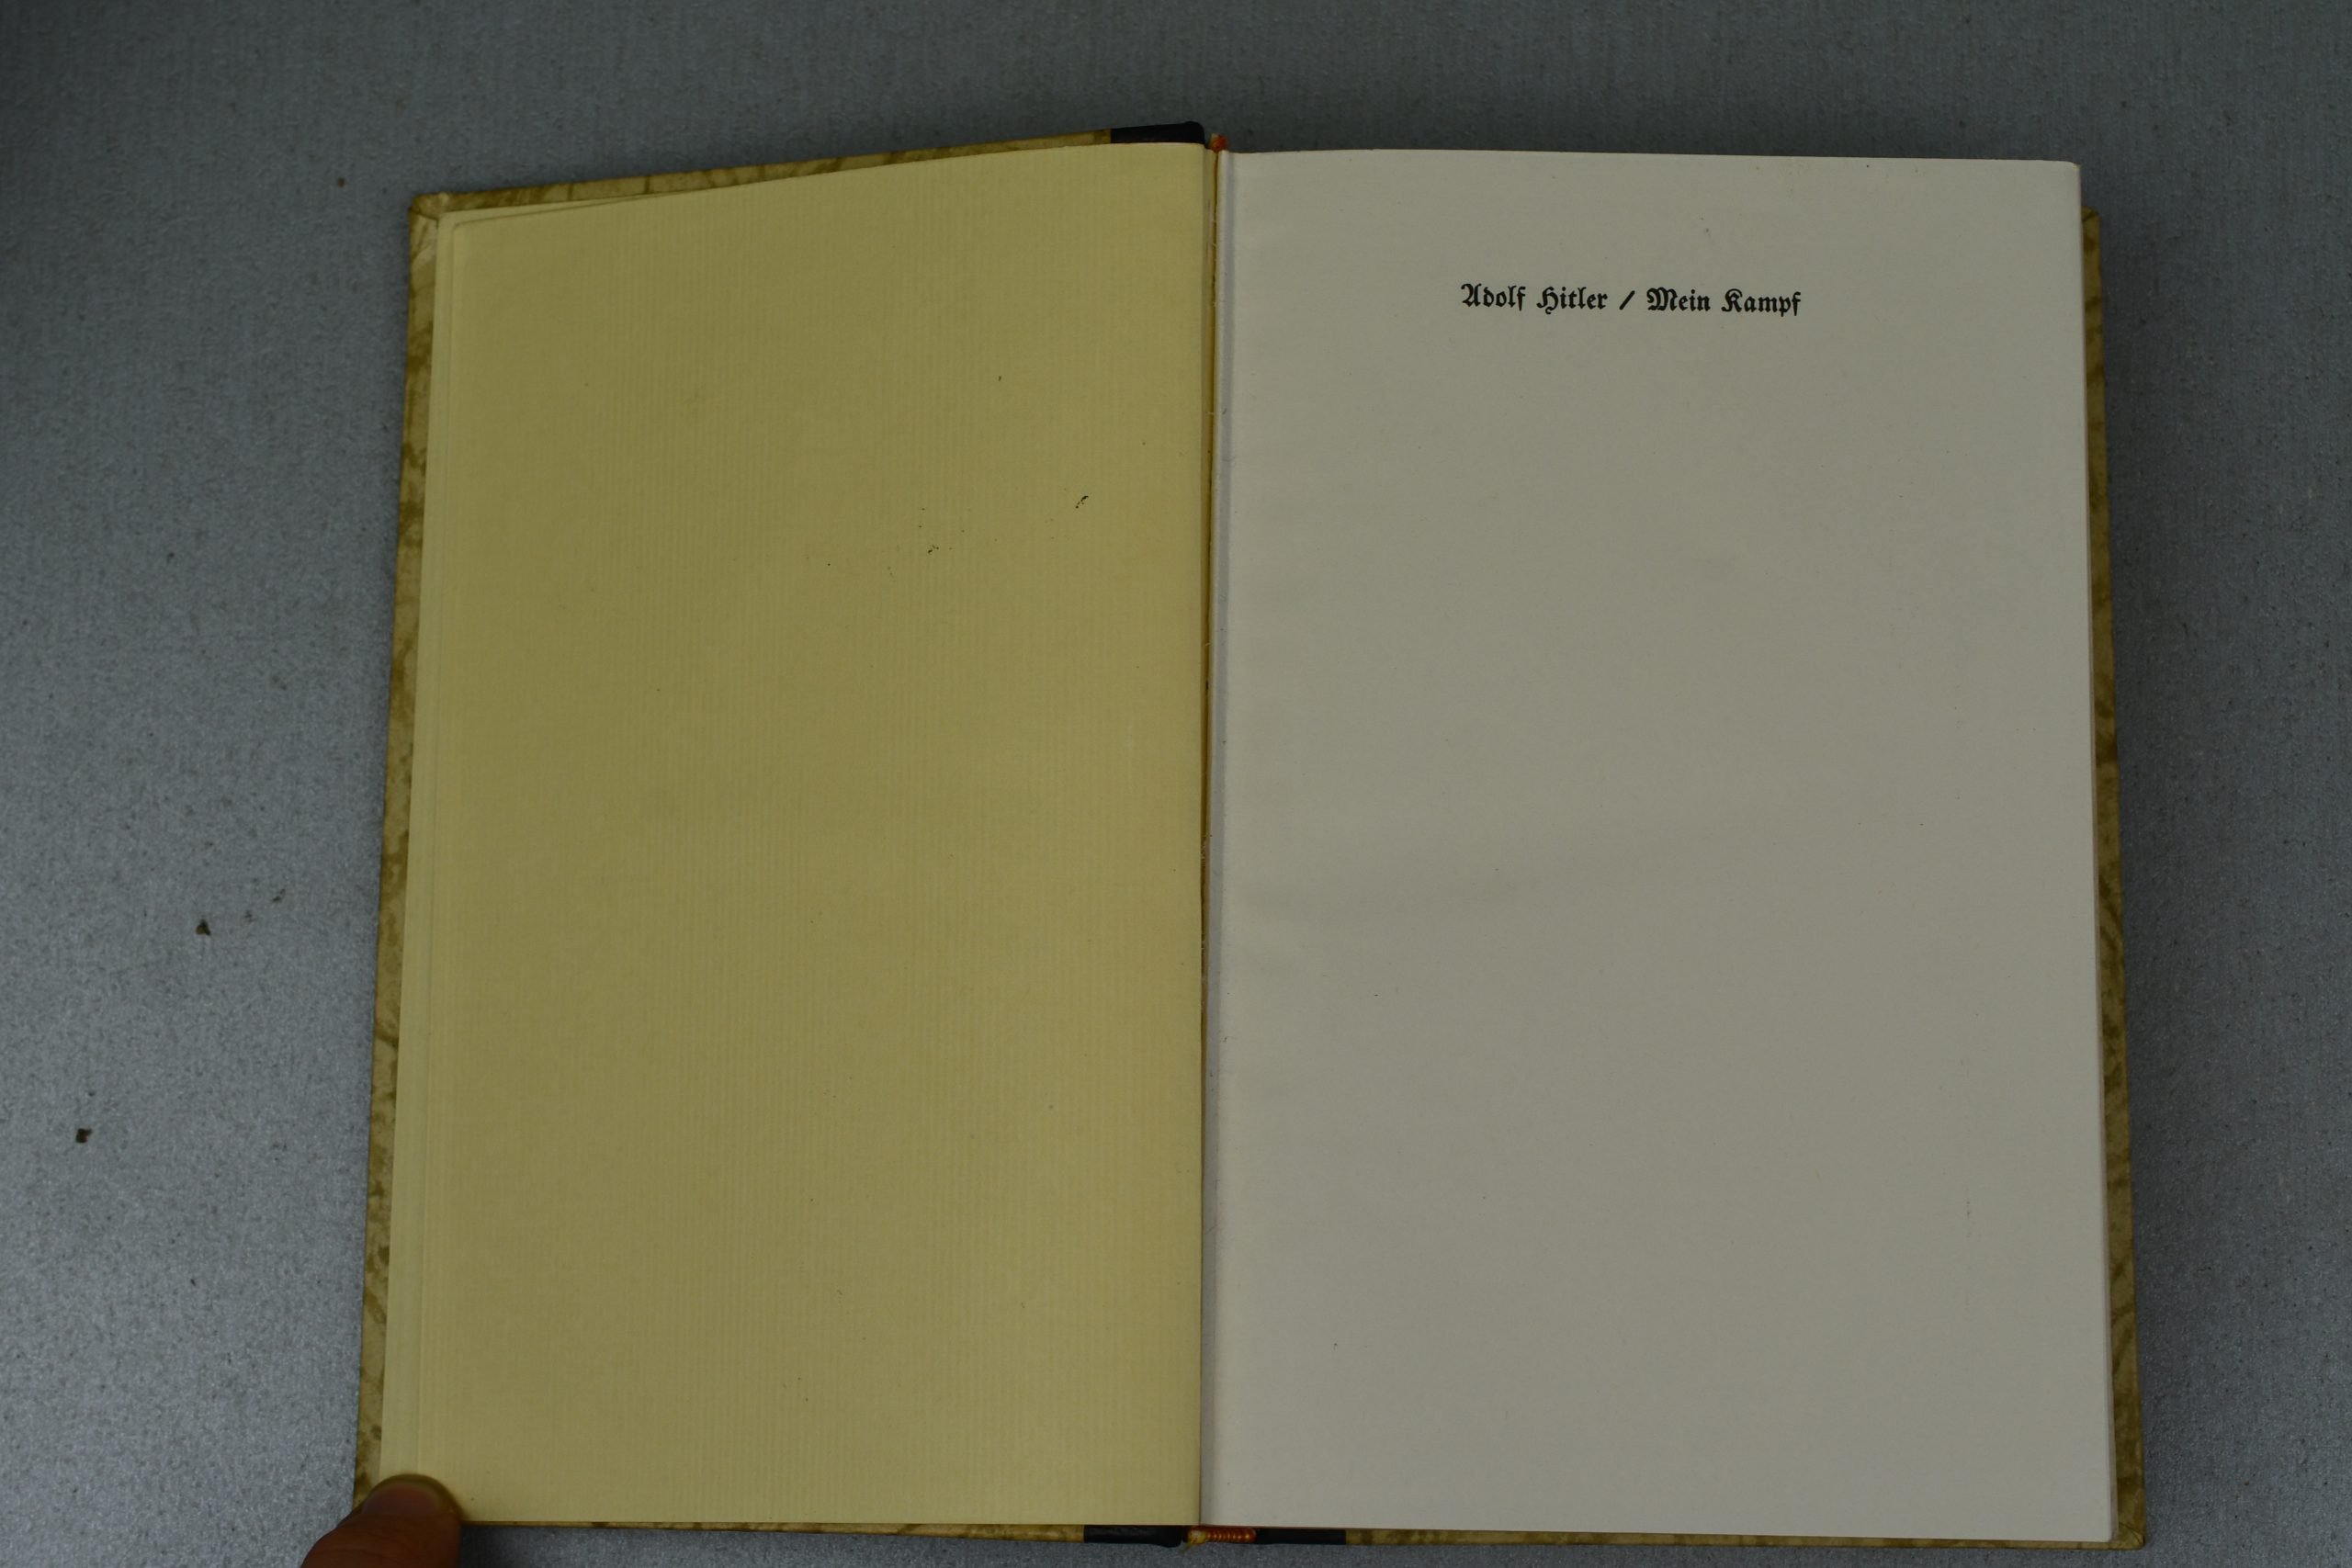 Adolf Hitler / Mein Kampf